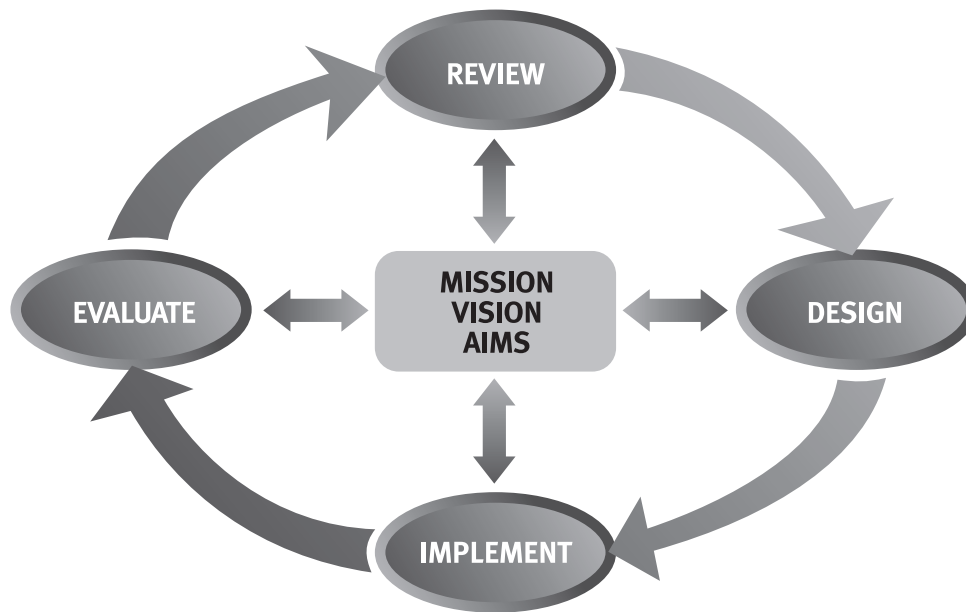 REVIEW
EVALUATE
MISSION
VISION
AIMS
DESIGN
IMPLEMENT